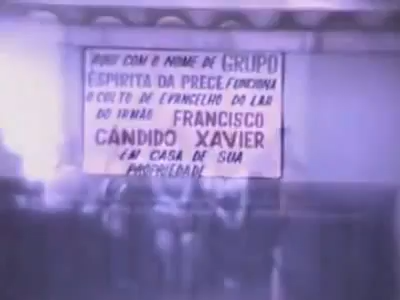 AQUI COM O NOME DE GRUPO
ESPIRITA DA PRECE FUNCIONA
O CULTO DE EVANGELHO DO LAR
DO IRMÃO FRANCISCO
CÂNDIDO XAVIER
EM CASA DE SUA
PROPRIEDADE